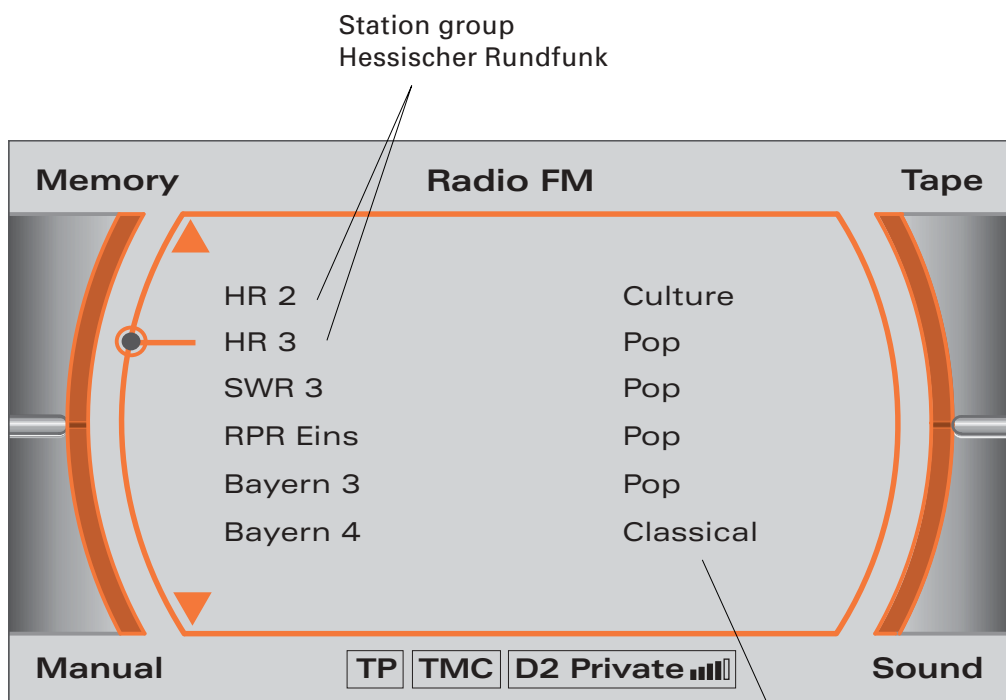 Station group
Hessischer Rundfunk
Memory Radio FM Tape
HR 2 Culture
HR 3 Pop
SWR 3 Pop
RPR Eins Pop
Bayern 3 Pop
Bayern 4 Classical
Manual TP TMC D2 Private Sound